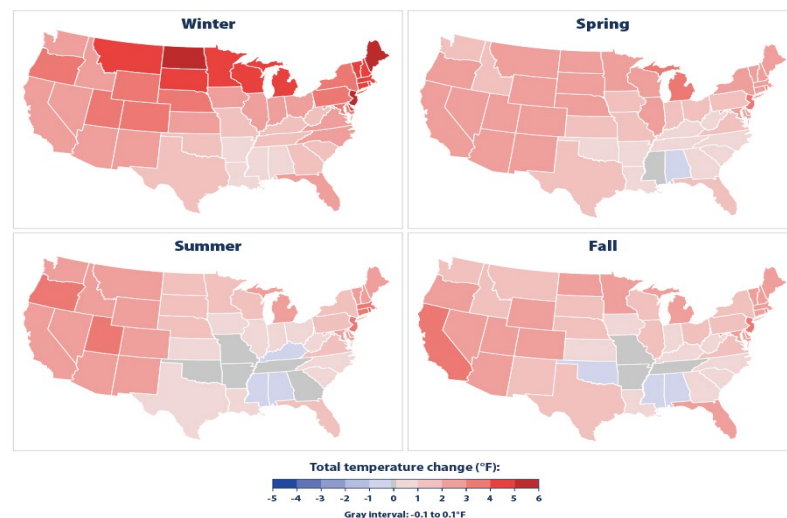 Winter
Spring
Summer
Fall
Total temperature change (°F):
-5 -4 -3 -2 -1 0 1 2 3 4 5 6
Gray interval: -0.1 to 0.1°F